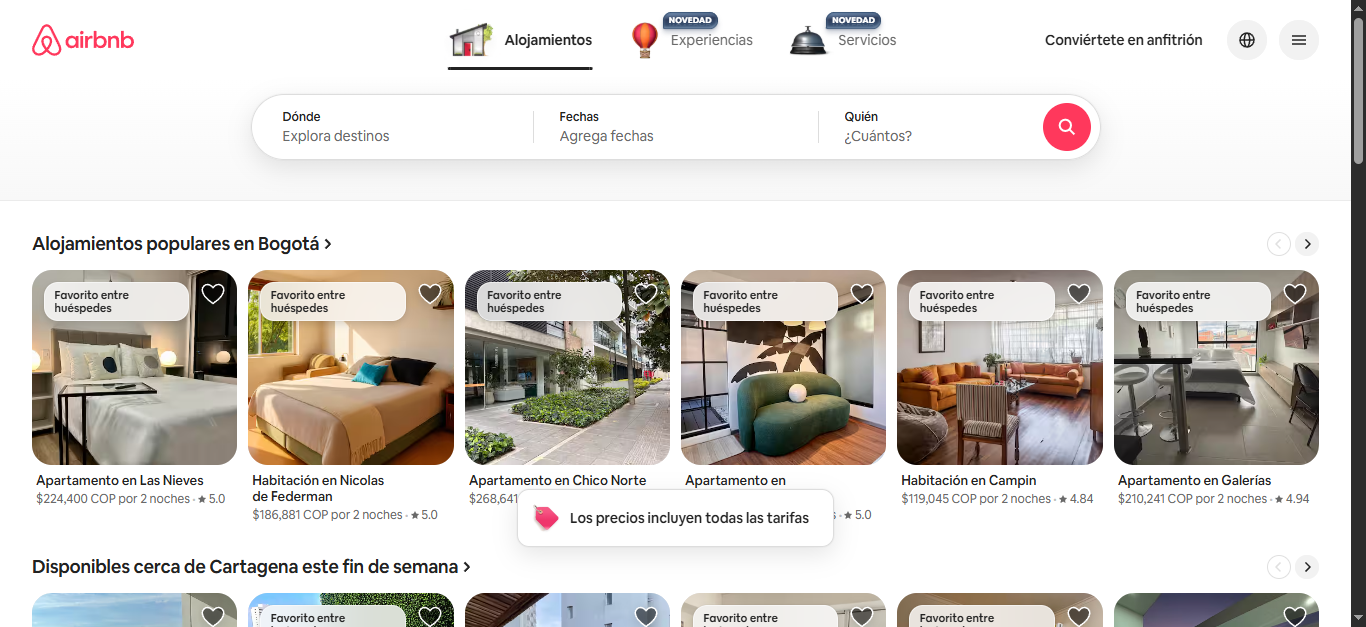 airbnb
Alojamientos
NOVEDAD
Experiencias
NOVEDAD
Servicios
Conviértete en anfitrión
Dónde
Explora destinos
Fechas
Agrega fechas
Quién
¿Cuántos?
Alojamientos populares en Bogotá
Favorito entre
huéspedes
Favorito entre
huéspedes
Favorito entre
huéspedes
Favorito entre
huéspedes
Favorito entre
huéspedes
Favorito entre
huéspedes
Apartamento en Las Nieves
$224,400 COP por 2 noches · ★ 5.0
Habitación en Nicolas
de Federman
$186,881 COP por 2 noches · ★ 5.0
Apartamento en Chico Norte
$268,641
Apartamento en
· ★ 5.0
Habitación en Campin
$119,045 COP por 2 noches · ★ 4.84
Apartamento en Galerías
$210,241 COP por 2 noches · ★ 4.94
Los precios incluyen todas las tarifas
Disponibles cerca de Cartagena este fin de semana
Favorito entre
Favorito entre
Favorito entre